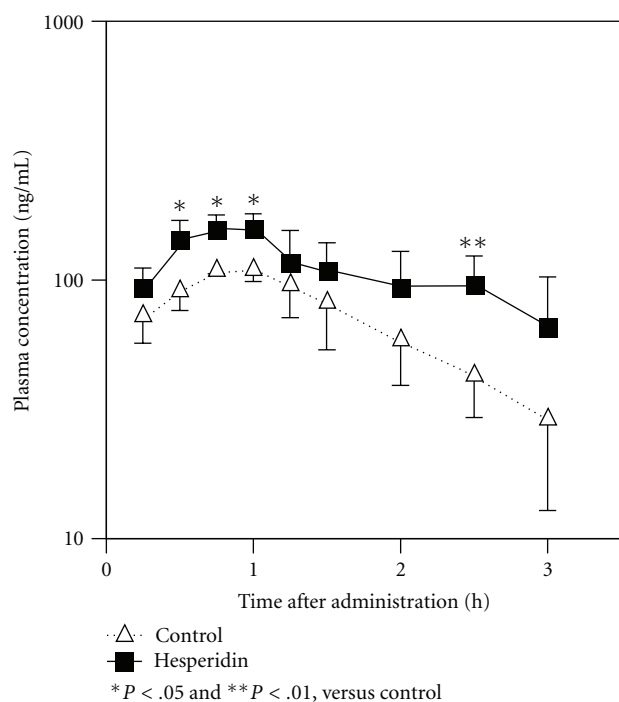 1000
Plasma concentration (ng/mL)
* * *
**
100
10
0 1 2 3
Time after administration (h)
Control
Hesperidin
*P < .05 and **P < .01, versus control